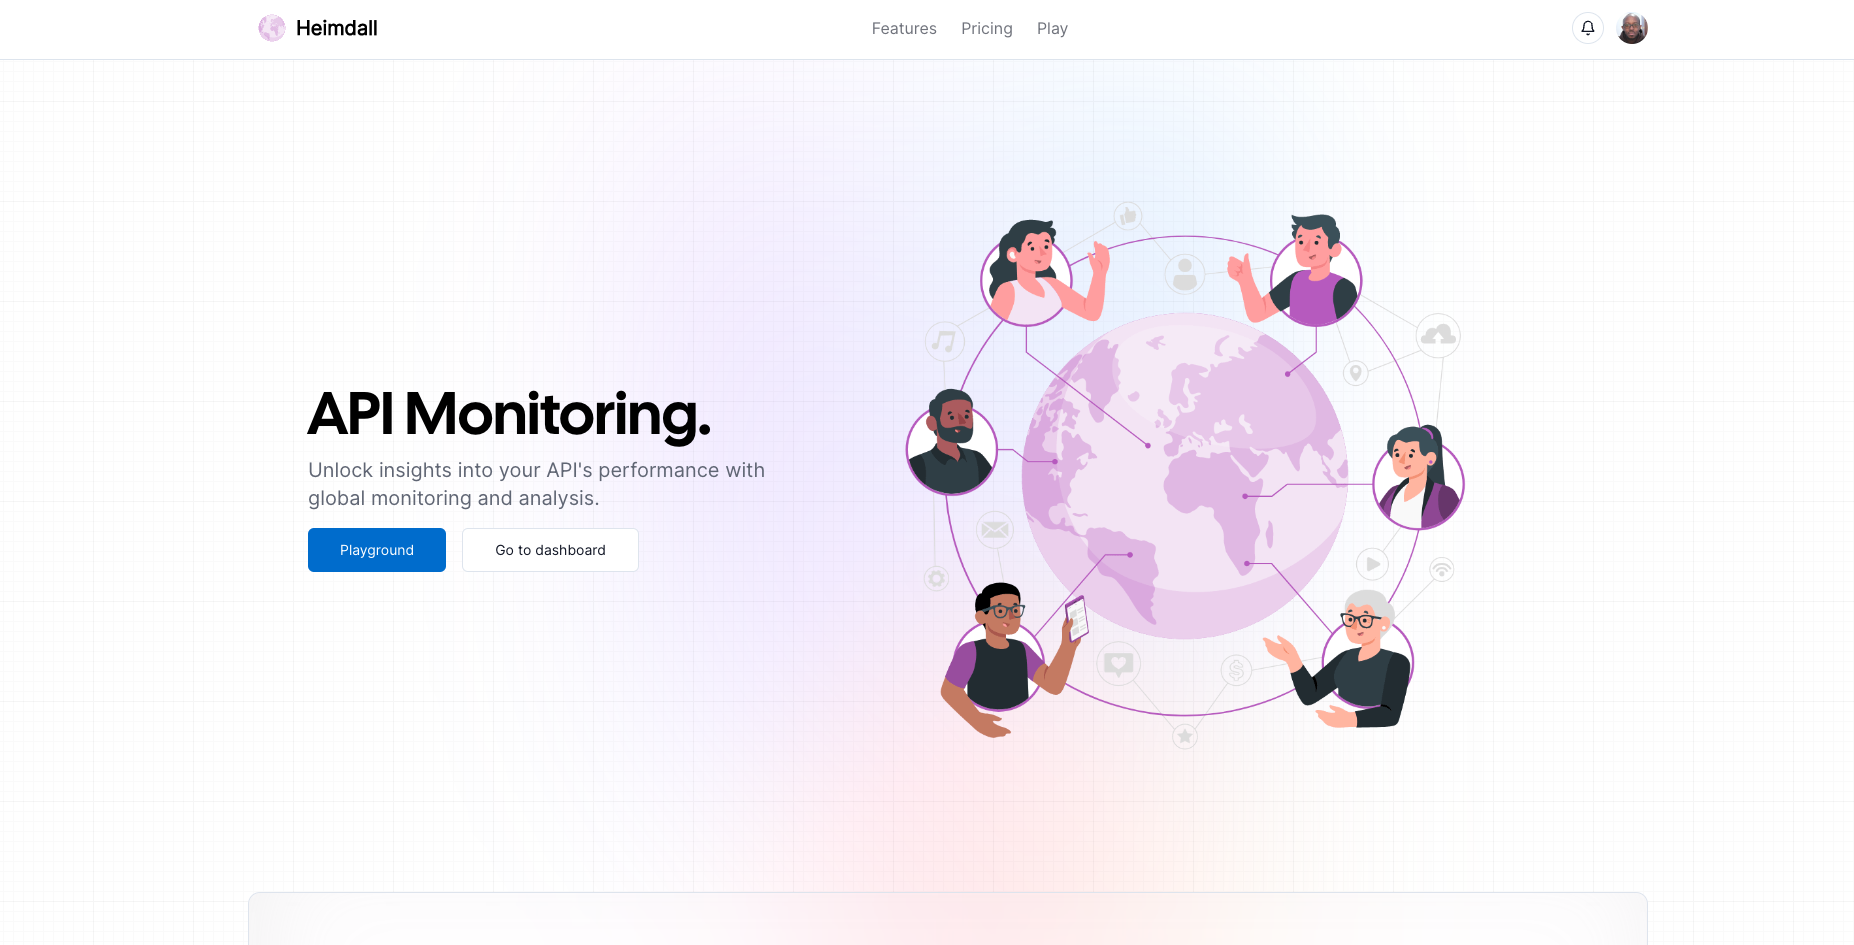 Heimdall
Features
Pricing
Play
API Monitoring.
Unlock insights into your API's performance with
global monitoring and analysis.
Playground
Go to dashboard